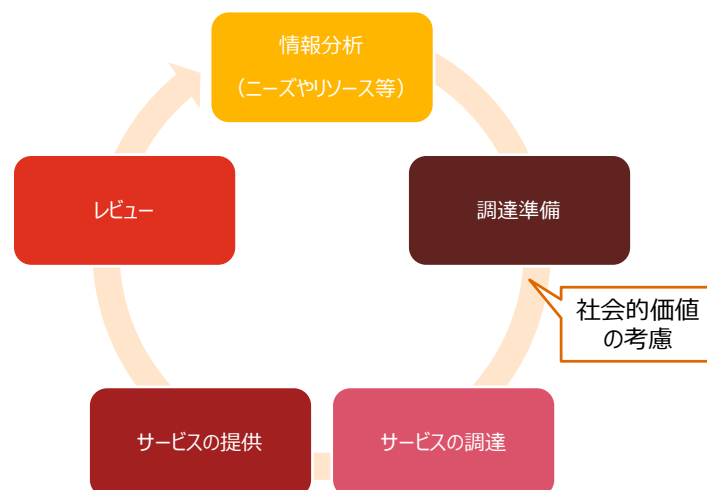 情報分析
（ニーズやリソース等）
調達準備
社会的価値
の考慮
サービスの調達
サービスの提供
レビュー